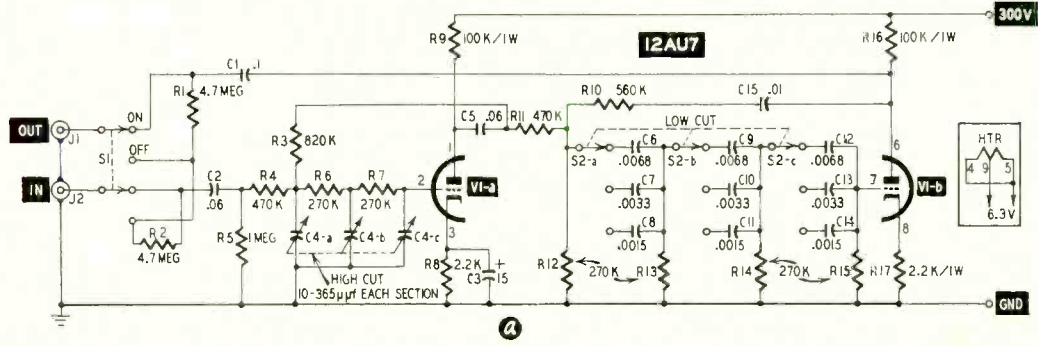 300V
R9
100K/1W
12AU7
R16
100K/1W
C1 .1
R1
4.7MEG
R10 560K
C15 .01
ON
C5 .06
R11 470K
LOW CUT
OUT
J1
R3
820K
C6
C9
C12
6
HTR
S1
OFF
1
S2-a
.0068
S2-b
.0068
S2-c
.0068
4 9 5
IN
J2
C2
R4
R6
R7
2
V1-a
C7
C10
C13
7
V1-b
.06
470K
270K
270K
.0033
.0033
.0033
6.3V
R2
R5
1MEG
C4-a
C4-b
C4-c
3
C8
C11
C14
8
4.7MEG
.0015
.0015
.0015
HIGH CUT
10-365µµf EACH SECTION
R8
2.2K
C3
+
15
R12
270K
R13
R14
270K
R15
R17
2.2K/1W
GND
a